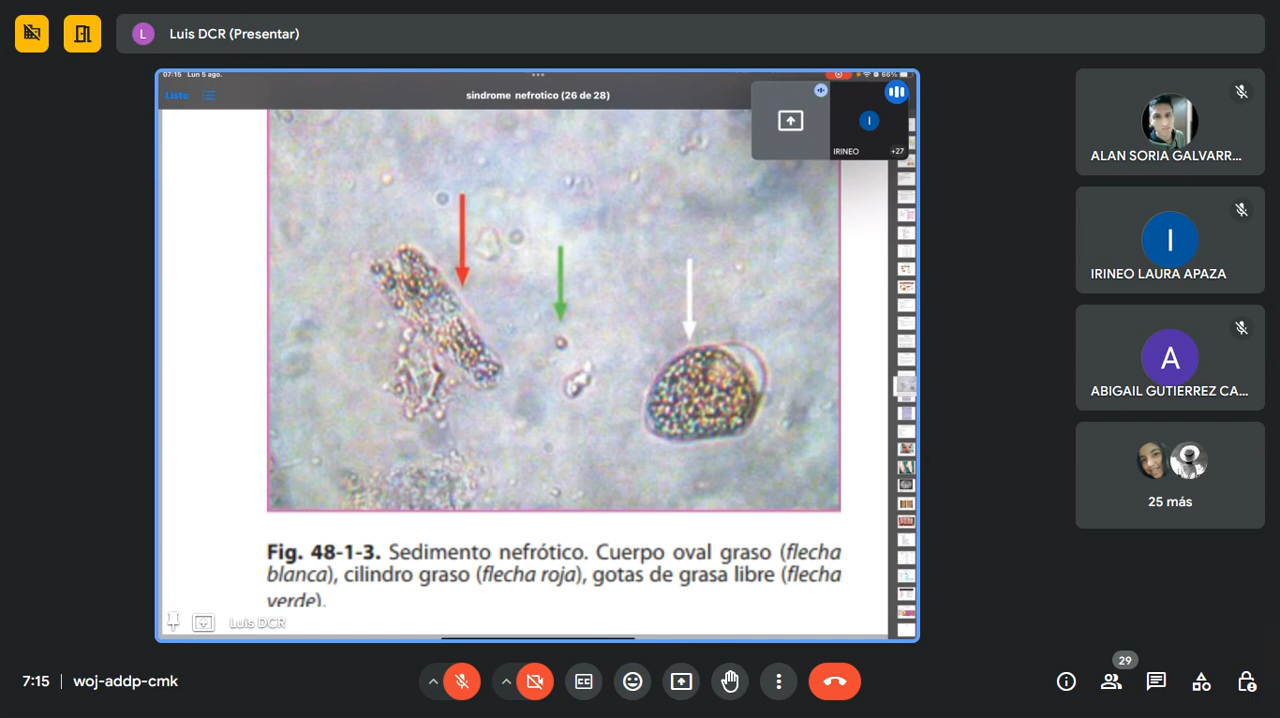 L
Luis DCR (Presentar)
07:15 Lun 5 ago.
66%
Listo
sindrome nefrotico (26 de 28)
I
IRINEO
+27
Fig. 48-1-3. Sedimento nefrótico. Cuerpo oval graso (flecha
blanca), cilindro graso (flecha roja), gotas de grasa libre (flecha
verde).
Luis DCR
ALAN SORIA GALVARR...
I
IRINEO LAURA APAZA
A
ABIGAIL GUTIERREZ CA...
25 más
7:15
woj-addp-cmk
CC
29